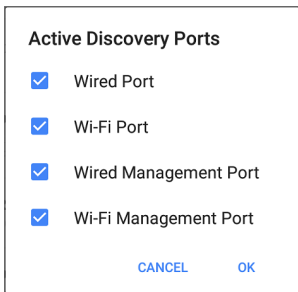 Active Discovery Ports
Wired Port
Wi-Fi Port
Wired Management Port
Wi-Fi Management Port
CANCEL OK